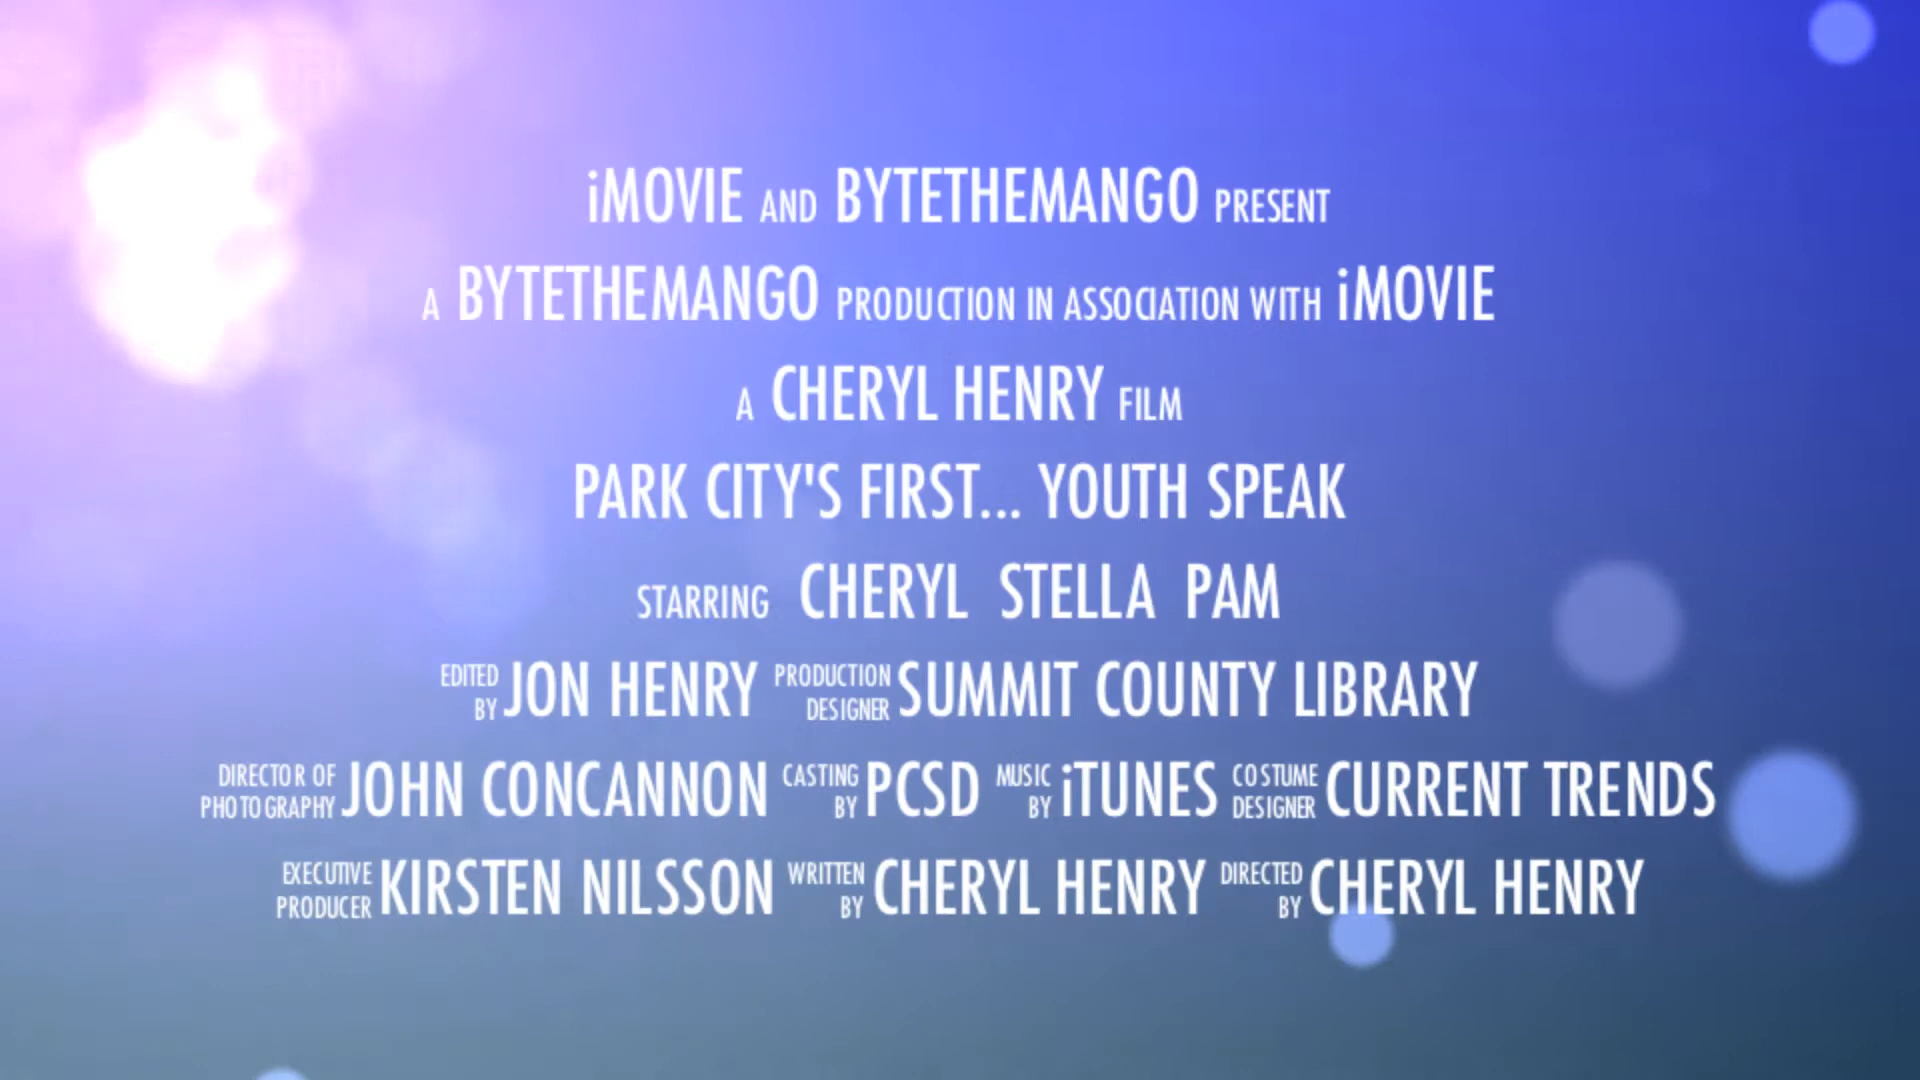 iMOVIE AND BYTETHEMANGO PRESENT
A BYTETHEMANGO PRODUCTION IN ASSOCIATION WITH iMOVIE
A CHERYL HENRY FILM
PARK CITY'S FIRST... YOUTH SPEAK
STARRING CHERYL STELLA PAM
EDITED BY JON HENRY PRODUCTION DESIGNER SUMMIT COUNTY LIBRARY
DIRECTOR OF PHOTOGRAPHY JOHN CONCANNON CASTING BY PCSD MUSIC BY iTUNES COSTUME DESIGNER CURRENT TRENDS
EXECUTIVE PRODUCER KIRSTEN NILSSON WRITTEN BY CHERYL HENRY DIRECTED BY CHERYL HENRY